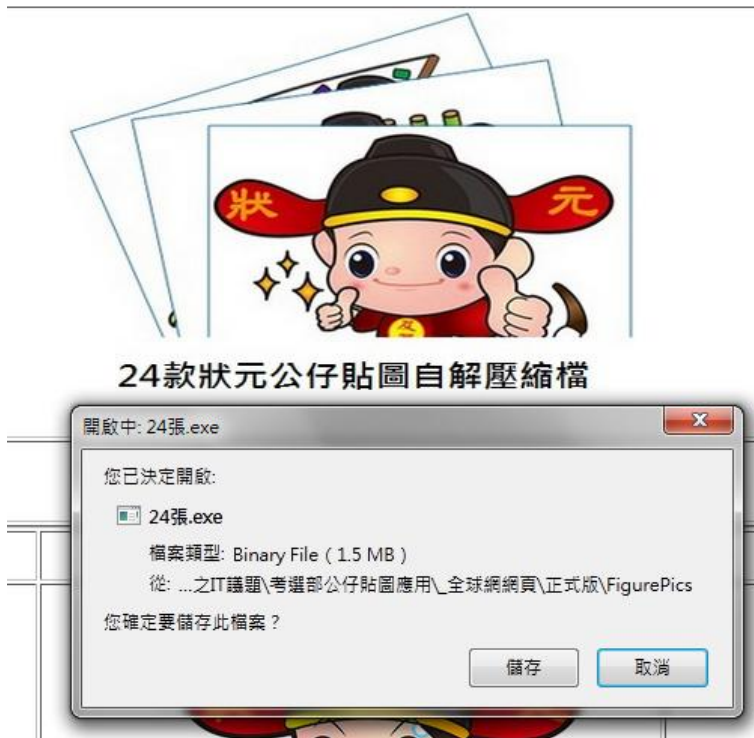 狀 元
24款狀元公仔貼圖自解壓縮檔
開啟中: 24張.exe
您已決定開啟:
24張.exe
檔案類型: Binary File ( 1.5 MB )
從: ...之IT議題\考選部公仔貼圖應用\_全球網網頁\正式版\FigurePics
您確定要儲存此檔案？
儲存 取消